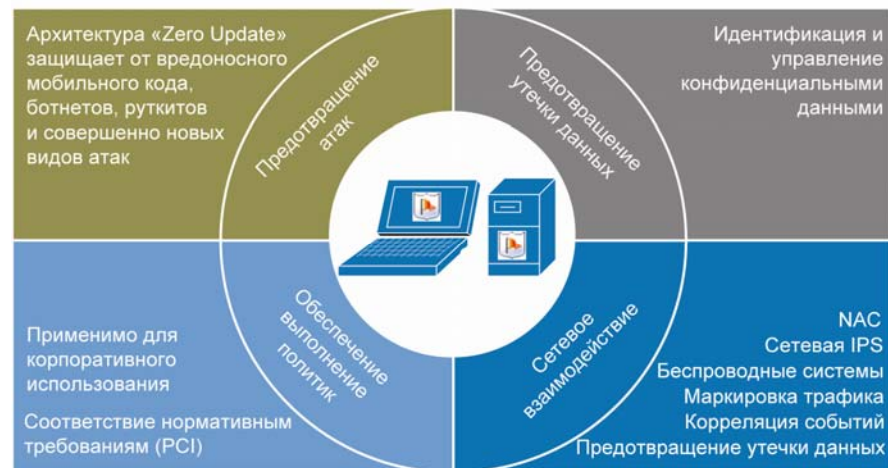 Архитектура «Zero Update»
защищает от вредоносного
мобильного кода,
ботнетов, руткитов
и совершенно новых
видов атак
Предотвращение
атак
Предотвращение
утечки данных
Идентификация и
управление
конфиденциальными
данными
Применимо для
корпоративного
использования
Соответствие нормативным
требованиям (PCI)
Обеспечение
выполнение
политик
Сетевое
взаимодействие
NAC
Сетевая IPS
Беспроводные системы
Маркировка трафика
Корреляция событий
Предотвращение утечки данных